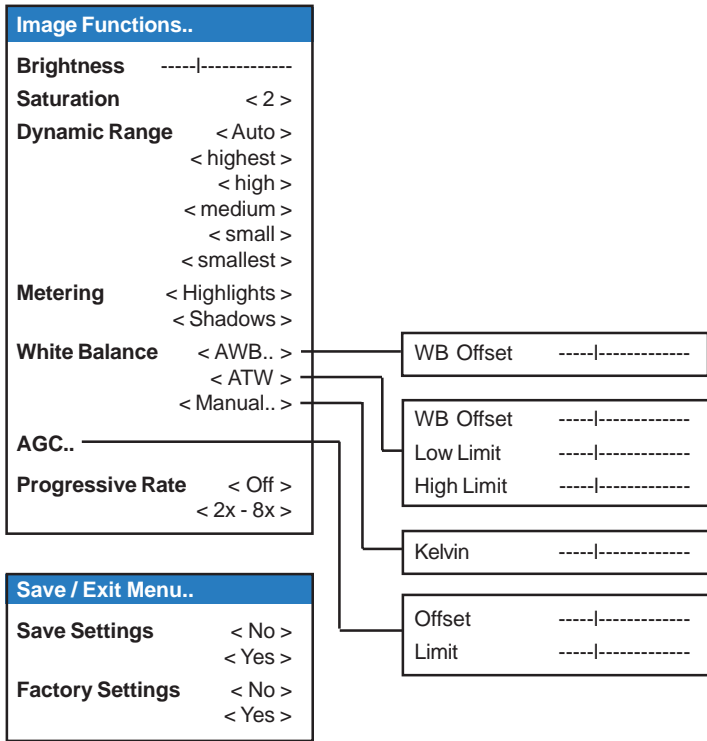 Image Functions..
Brightness -----l-------------
Saturation < 2 >
Dynamic Range < Auto >
< highest >
< high >
< medium >
< small >
< smallest >
Metering < Highlights >
< Shadows >
White Balance < AWB.. >
< ATW >
< Manual.. >
AGC..
Progressive Rate < Off >
< 2x - 8x >
WB Offset -----l-------------
WB Offset -----l-------------
Low Limit -----l-------------
High Limit -----l-------------
Kelvin -----l-------------
Offset -----l-------------
Limit -----l-------------
Save / Exit Menu..
Save Settings < No >
< Yes >
Factory Settings < No >
< Yes >